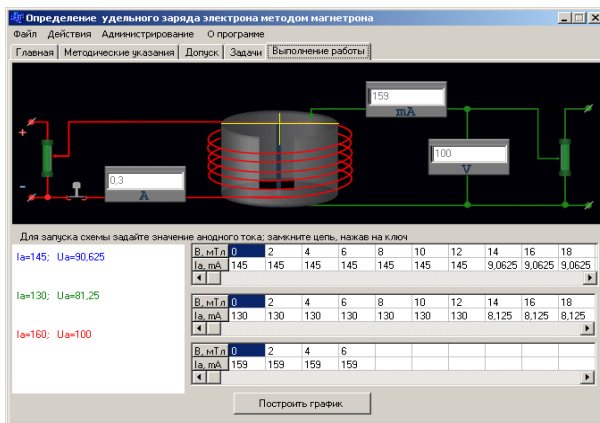 Определение удельного заряда электрона методом магнетрона
Файл Действия Администрирование О программе
Главная Методические указания Допуск Задачи Выполнение работы
159
mA
+
100
V
-
0,3
A
Для запуска схемы задайте значение анодного тока; замкните цепь, нажав на ключ
Ia=145; Ua=90,625
Ia=130; Ua=81,25
Ia=160; Ua=100
В, мТл 0 2 4 6 8 10 12 14 16 18
Ia, mA 145 145 145 145 145 145 145 9,0625 9,0625 9,0625
В, мТл 0 2 4 6 8 10 12 14 16 18
Ia, mA 130 130 130 130 130 130 130 8,125 8,125 8,125
В, мТл 0 2 4 6
Ia, mA 159 159 159 159
Построить график